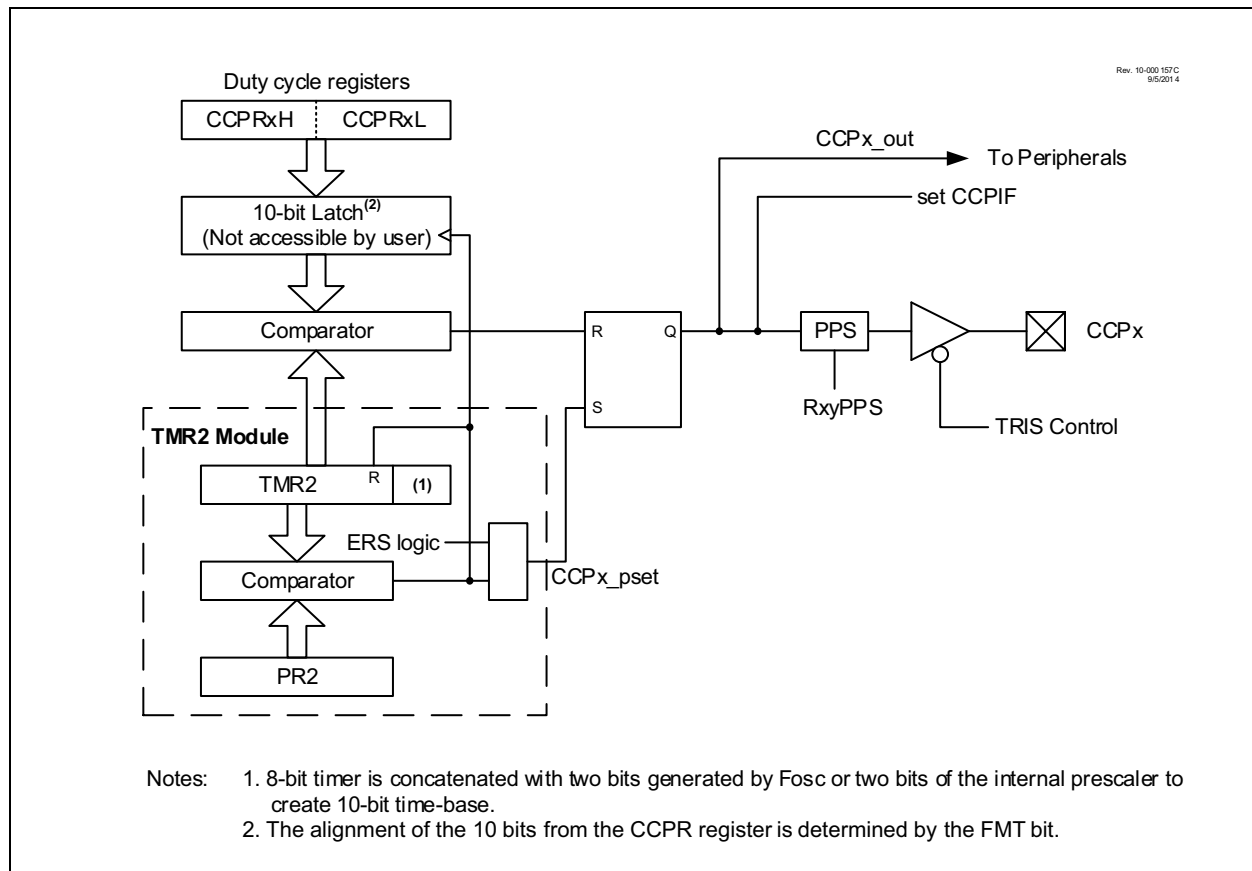 Rev. 10-000 157C
9/5/201 4
Duty cycle registers
CCPRxH CCPRxL
CCPx_out
To Peripherals
set CCPIF
10-bit Latch(2)
(Not accessible by user)
Comparator
R Q
PPS
CCPx
S
RxyPPS
TRIS Control
TMR2 Module
R
TMR2 (1)
ERS logic
Comparator
CCPx_pset
PR2
Notes: 1. 8-bit timer is concatenated with two bits generated by Fosc or two bits of the internal prescaler to
create 10-bit time-base.
2. The alignment of the 10 bits from the CCPR register is determined by the FMT bit.